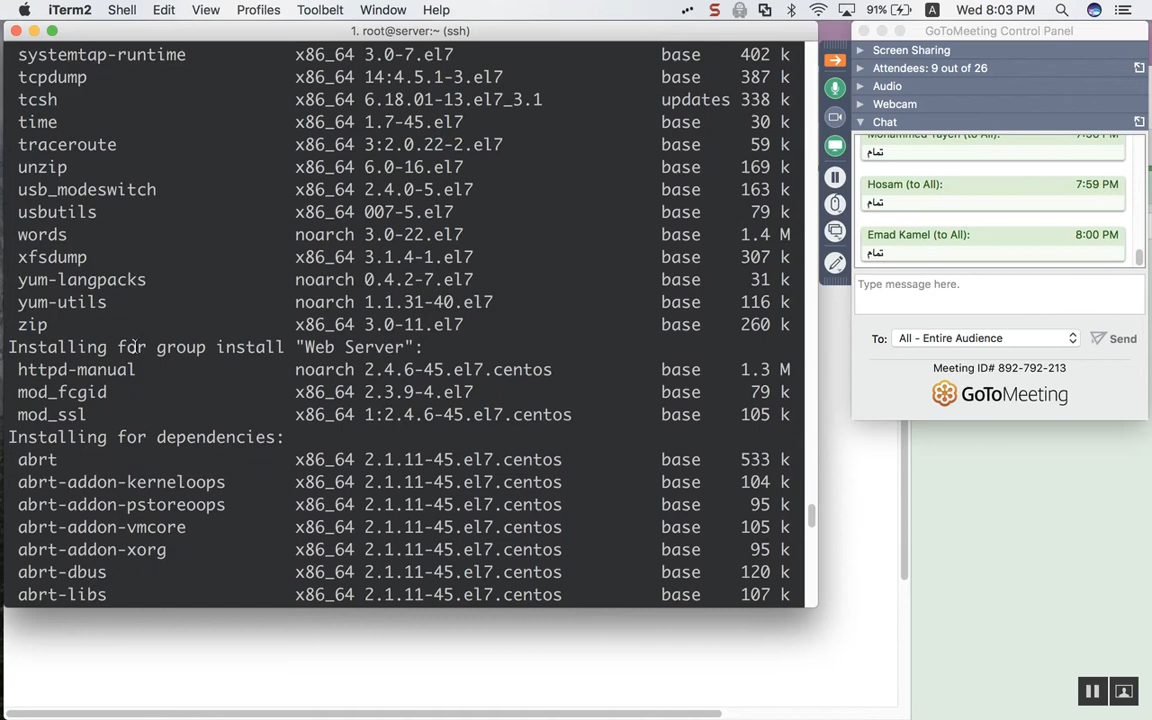 iTerm2 Shell Edit View Profiles Toolbelt Window Help
91% A Wed 8:03 PM
1. root@server:~ (ssh)
systemtap-runtime x86_64 3.0-7.el7 base 402 k
tcpdump x86_64 14:4.5.1-3.el7 base 387 k
tcsh x86_64 6.18.01-13.el7_3.1 updates 338 k
time x86_64 1.7-45.el7 base 30 k
traceroute x86_64 3:2.0.22-2.el7 base 59 k
unzip x86_64 6.0-16.el7 base 169 k
usb_modeswitch x86_64 2.4.0-5.el7 base 163 k
usbutils x86_64 007-5.el7 base 79 k
words noarch 3.0-22.el7 base 1.4 M
xfsdump x86_64 3.1.4-1.el7 base 307 k
yum-langpacks noarch 0.4.2-7.el7 base 31 k
yum-utils noarch 1.1.31-40.el7 base 116 k
zip x86_64 3.0-11.el7 base 260 k
Installing for group install "Web Server":
httpd-manual noarch 2.4.6-45.el7.centos base 1.3 M
mod_fcgid x86_64 2.3.9-4.el7 base 79 k
mod_ssl x86_64 1:2.4.6-45.el7.centos base 105 k
Installing for dependencies:
abrt x86_64 2.1.11-45.el7.centos base 533 k
abrt-addon-kerneloops x86_64 2.1.11-45.el7.centos base 104 k
abrt-addon-pstoreoops x86_64 2.1.11-45.el7.centos base 95 k
abrt-addon-vmcore x86_64 2.1.11-45.el7.centos base 105 k
abrt-addon-xorg x86_64 2.1.11-45.el7.centos base 95 k
abrt-dbus x86_64 2.1.11-45.el7.centos base 120 k
abrt-libs x86_64 2.1.11-45.el7.centos base 107 k
GoToMeeting Control Panel
Screen Sharing
Attendees: 9 out of 26
Audio
Webcam
Chat
تمام
Hosam (to All): 7:59 PM
تمام
Emad Kamel (to All): 8:00 PM
تمام
Type message here.
To: All - Entire Audience Send
Meeting ID# 892-792-213
GoToMeeting